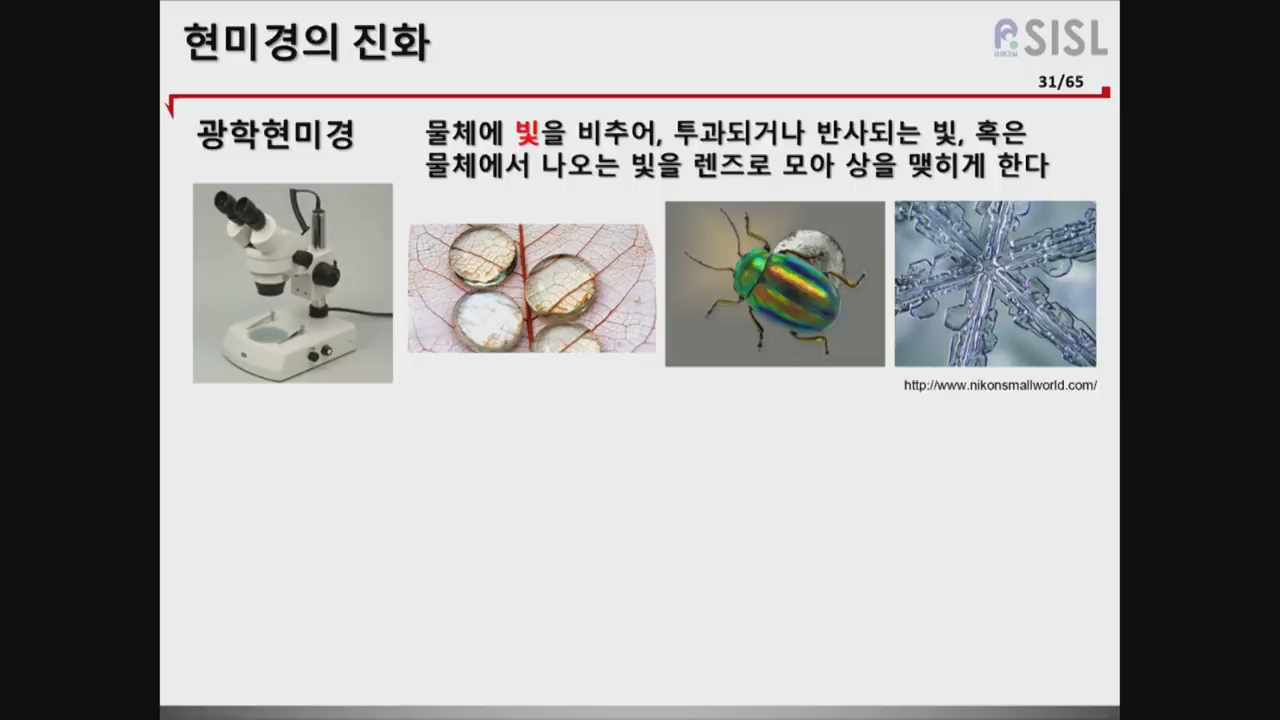 현미경의 진화
SISL
31/65
광학현미경
물체에 빛을 비추어, 투과되거나 반사되는 빛, 혹은
물체에서 나오는 빛을 렌즈로 모아 상을 맺히게 한다
http://www.nikonsmallworld.com/